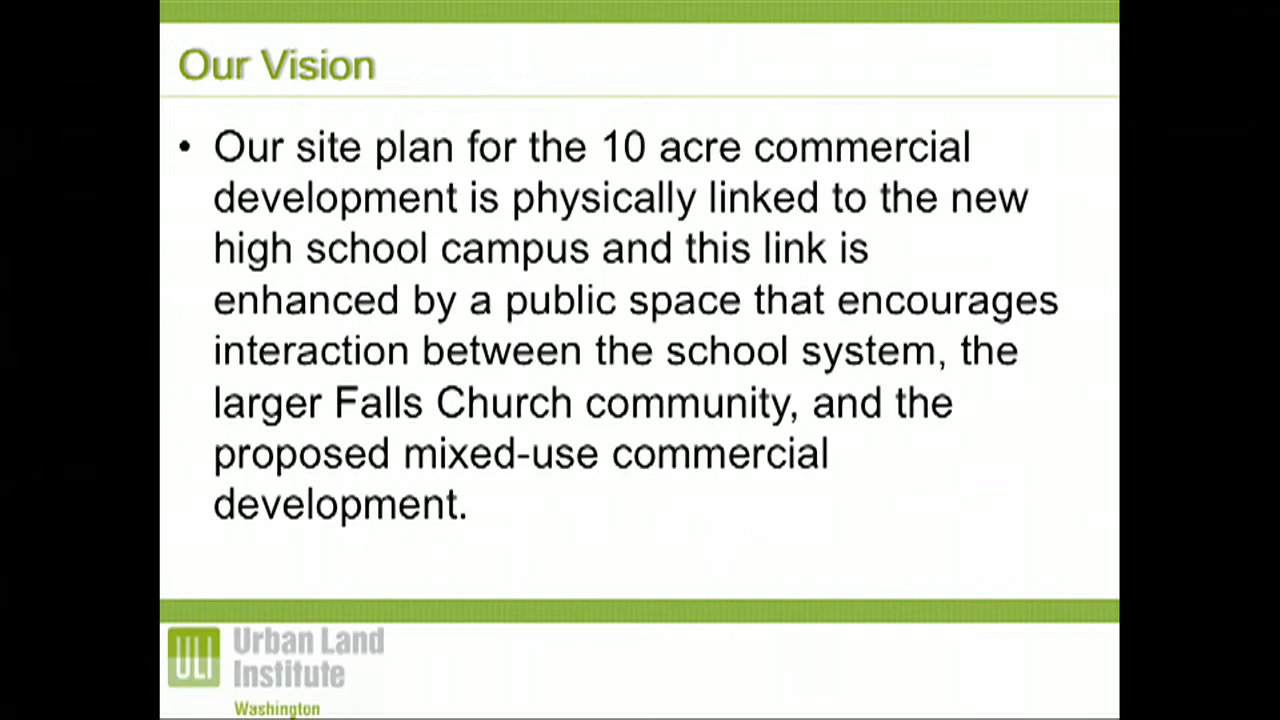 Our Vision
• Our site plan for the 10 acre commercial
development is physically linked to the new
high school campus and this link is
enhanced by a public space that encourages
interaction between the school system, the
larger Falls Church community, and the
proposed mixed-use commercial
development.
ULI
Urban Land
Institute
Washington